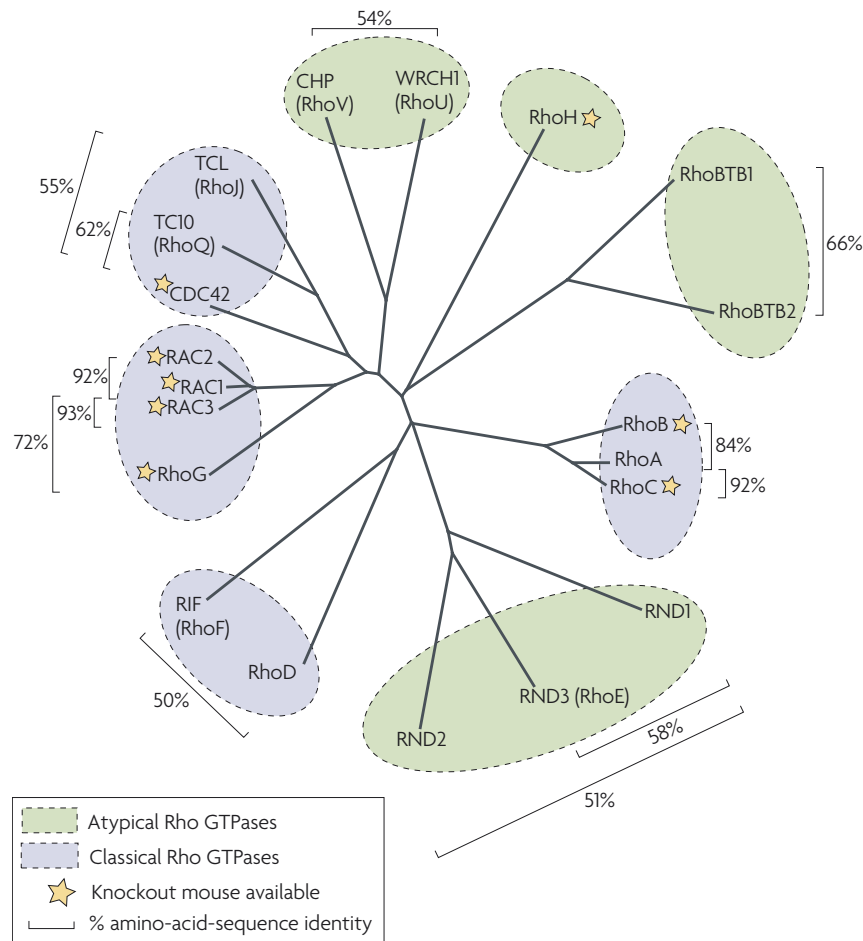 54%
CHP
(RhoV)
WRCH1
(RhoU)
RhoH
55%
62%
TCL
(RhoJ)
TC10
(RhoQ)
CDC42
RhoBTB1
66%
RhoBTB2
92%
93%
72%
RAC2
RAC1
RAC3
RhoG
RhoB
RhoA
RhoC
84%
92%
RIF
(RhoF)
RhoD
50%
RND1
RND3 (RhoE)
RND2
58%
51%
Atypical Rho GTPases
Classical Rho GTPases
Knockout mouse available
% amino-acid-sequence identity